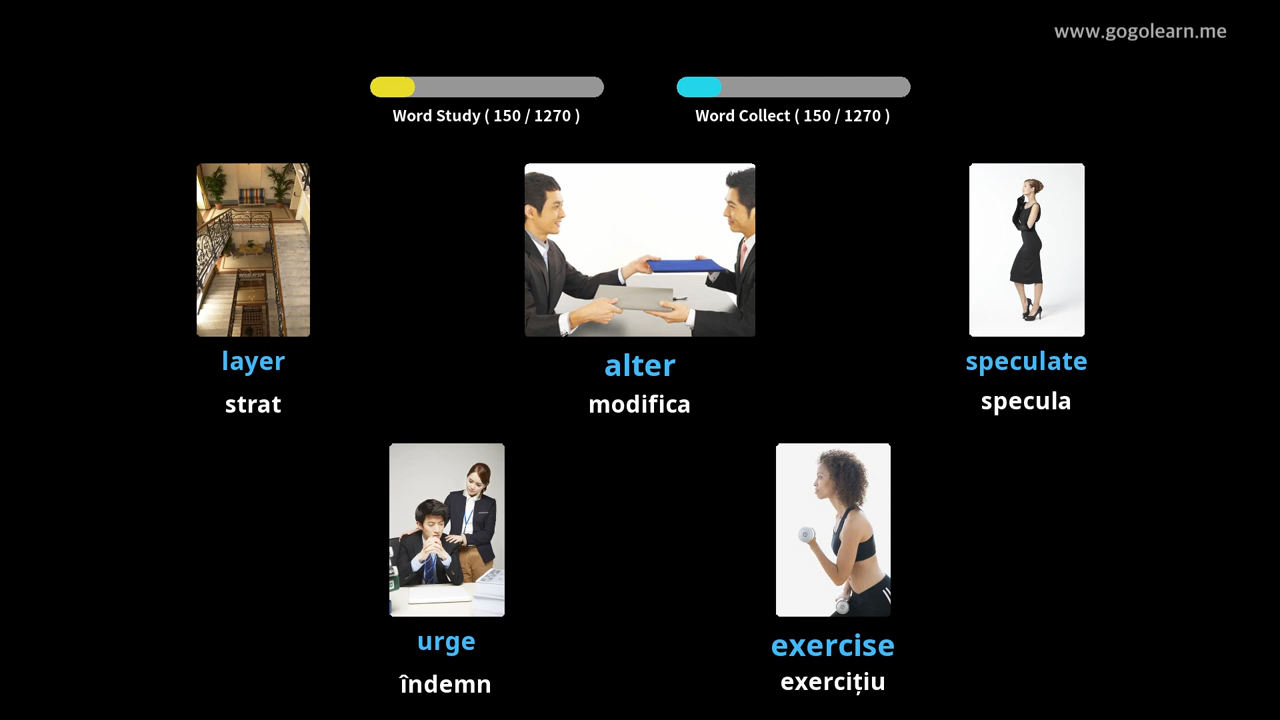 www.gogolearn.me
Word Study ( 150 / 1270 )
Word Collect ( 150 / 1270 )
layer
strat
alter
modifica
speculate
specula
urge
îndemn
exercise
exercițiu